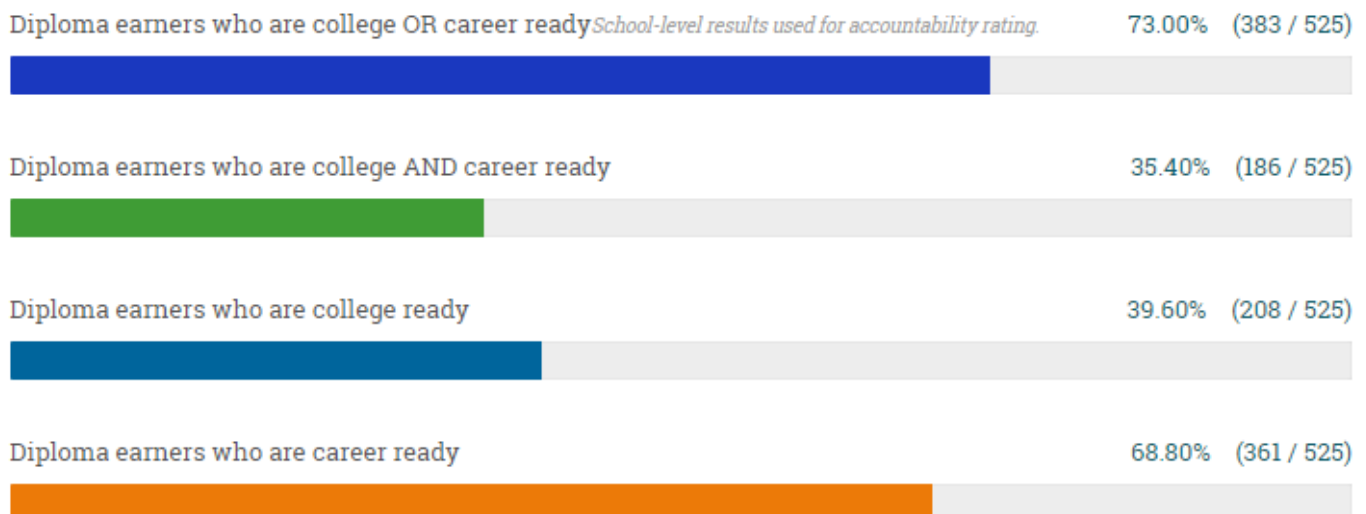 Diploma earners who are college OR career ready School-level results used for accountability rating. 73.00% (383 / 525)
Diploma earners who are college AND career ready 35.40% (186 / 525)
Diploma earners who are college ready 39.60% (208 / 525)
Diploma earners who are career ready 68.80% (361 / 525)